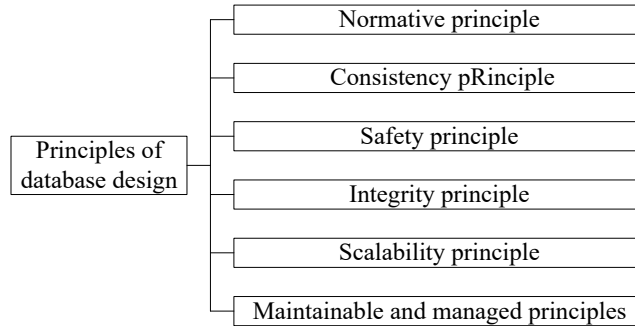 Normative principle
Consistency pRinciple
Safety principle
Principles of
database design
Integrity principle
Scalability principle
Maintainable and managed principles